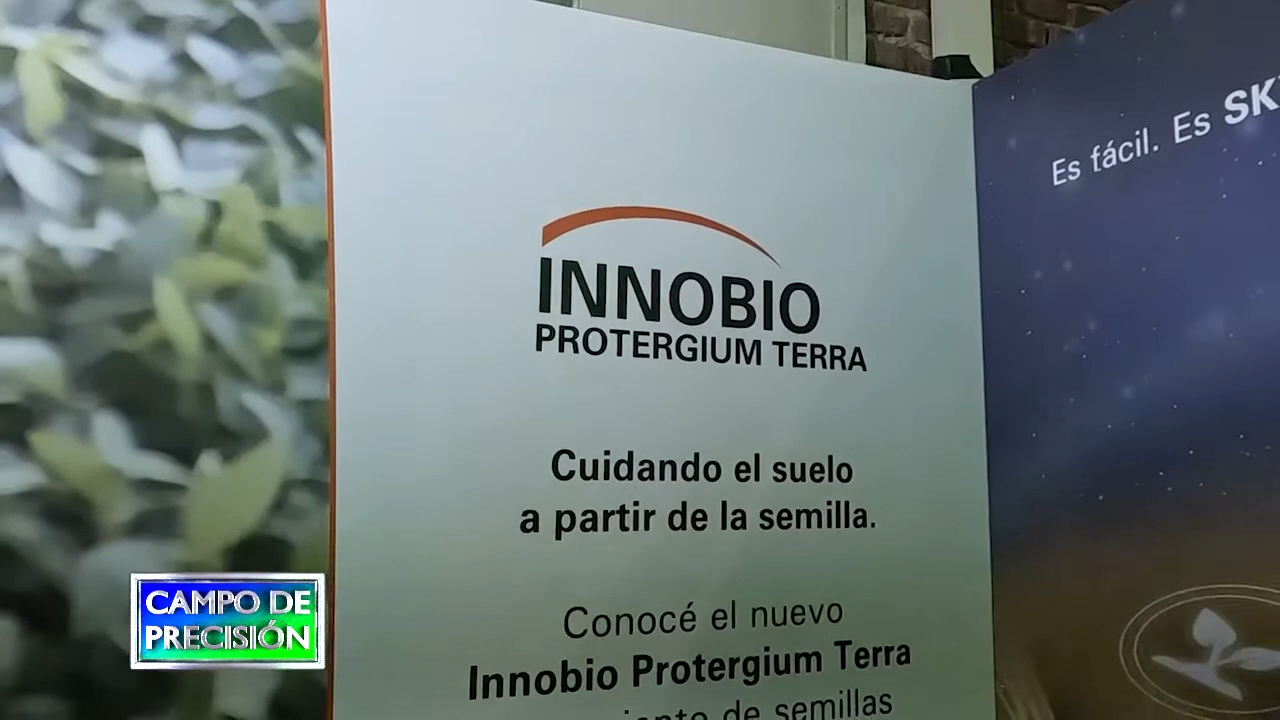 INNOBIO
PROTERGIUM TERRA
Cuidando el suelo
a partir de la semilla.
Conocé el nuevo
Innobio Protergium Terra
de semillas
Es fácil. Es
CAMPO DE
PRECISIÓN